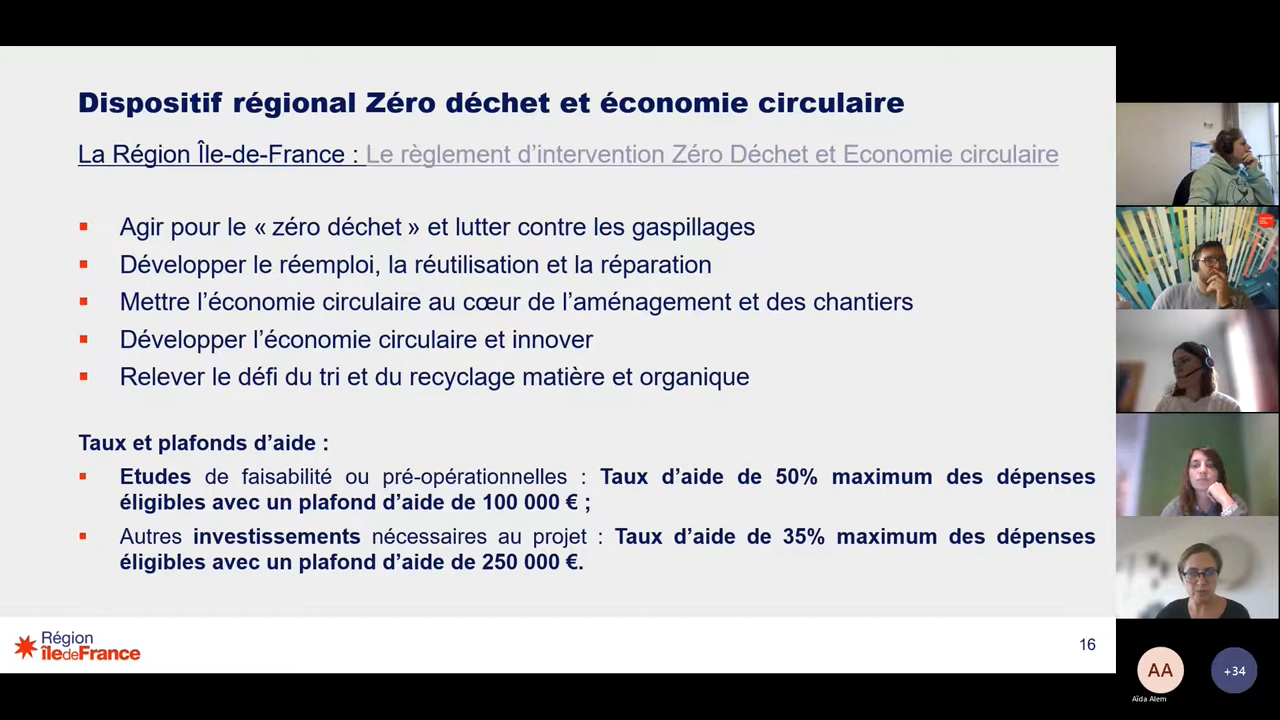 Dispositif régional Zéro déchet et économie circulaire
La Région Île-de-France : Le règlement d'intervention Zéro Déchet et Economie circulaire
▪ Agir pour le « zéro déchet » et lutter contre les gaspillages
▪ Développer le réemploi, la réutilisation et la réparation
▪ Mettre l'économie circulaire au cœur de l'aménagement et des chantiers
▪ Développer l'économie circulaire et innover
▪ Relever le défi du tri et du recyclage matière et organique
Taux et plafonds d'aide :
▪ Etudes de faisabilité ou pré-opérationnelles : Taux d'aide de 50% maximum des dépenses
éligibles avec un plafond d'aide de 100 000 € ;
▪ Autres investissements nécessaires au projet : Taux d'aide de 35% maximum des dépenses
éligibles avec un plafond d'aide de 250 000 €.
Région
îledeFrance
16
AA
+34
Aïda Alem